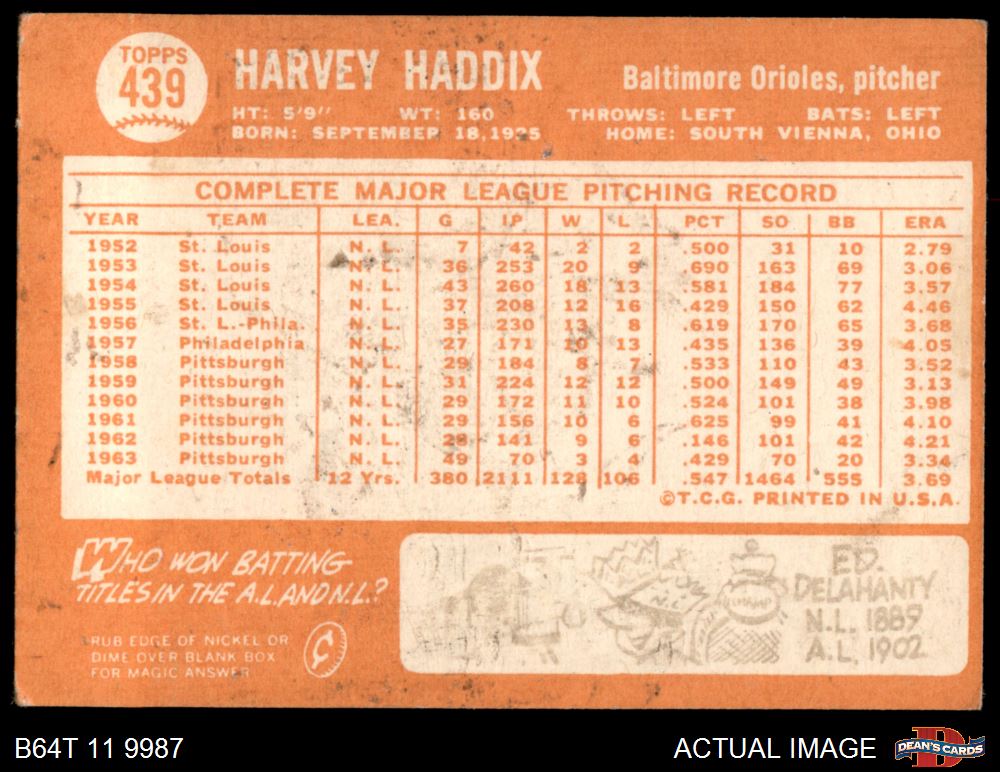 TOPPS
439
HARVEY HADDIX
Baltimore Orioles, pitcher
HT: 5'9" WT: 160 THROWS: LEFT BATS: LEFT
BORN: SEPTEMBER 18, 1925 HOME: SOUTH VIENNA, OHIO
COMPLETE MAJOR LEAGUE PITCHING RECORD
YEAR TEAM LEA. G IP W L PCT SO BB ERA
1952 St. Louis N. L. 7 42 2 2 .500 31 10 2.79
1953 St. Louis N. L. 36 253 20 9 .690 163 69 3.06
1954 St. Louis N. L. 43 260 18 13 .581 184 77 3.57
1955 St. Louis N. L. 37 208 12 16 .429 150 62 4.46
1956 St. L.-Phila. N. L. 35 230 13 8 .619 170 65 3.68
1957 Philadelphia N. L. 27 171 10 13 .435 136 39 4.05
1958 Pittsburgh N. L. 29 184 8 7 .533 110 43 3.52
1959 Pittsburgh N. L. 31 224 12 12 .500 149 49 3.13
1960 Pittsburgh N. L. 29 172 11 10 .524 101 38 3.98
1961 Pittsburgh N. L. 29 156 10 6 .625 99 41 4.10
1962 Pittsburgh N. L. 28 141 9 6 .146 101 42 4.21
1963 Pittsburgh N. L. 49 70 3 4 .429 70 20 3.34
Major League Totals 12 Yrs. 380 2111 128 106 .547 1464 555 3.69
©T.C.G. PRINTED IN U.S.A.
WHO WON BATTING
TITLES IN THE A.L. AND N.L.?
RUB EDGE OF NICKEL OR
DIME OVER BLANK BOX
FOR MAGIC ANSWER
¢
ED.
DELAHANTY
N.L. 1889
A.L. 1902
N.L.
B64T 11 9987
ACTUAL IMAGE
DEAN'S CARDS